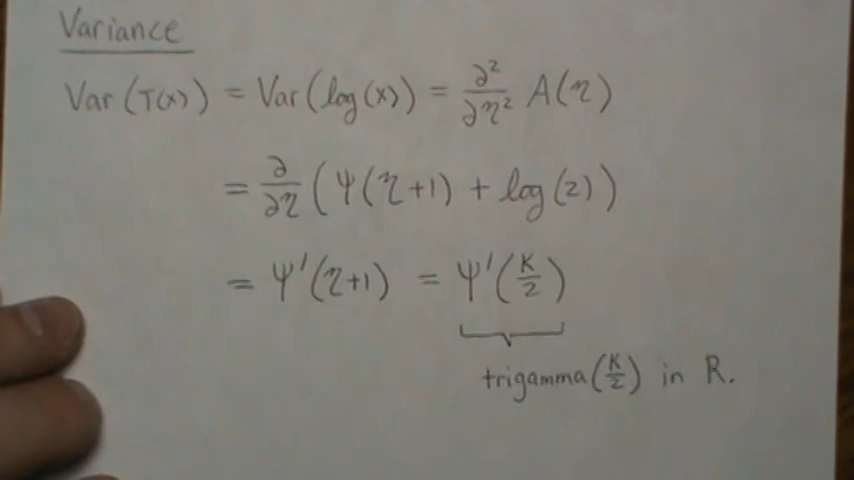 Variance
Var(T(x)) = Var(log(x)) = ∂²/∂η² A(η)
= ∂/∂η (Ψ(η+1) + log(2))
= Ψ'(η+1) = Ψ'(K/2)
trigamma(K/2) in R.